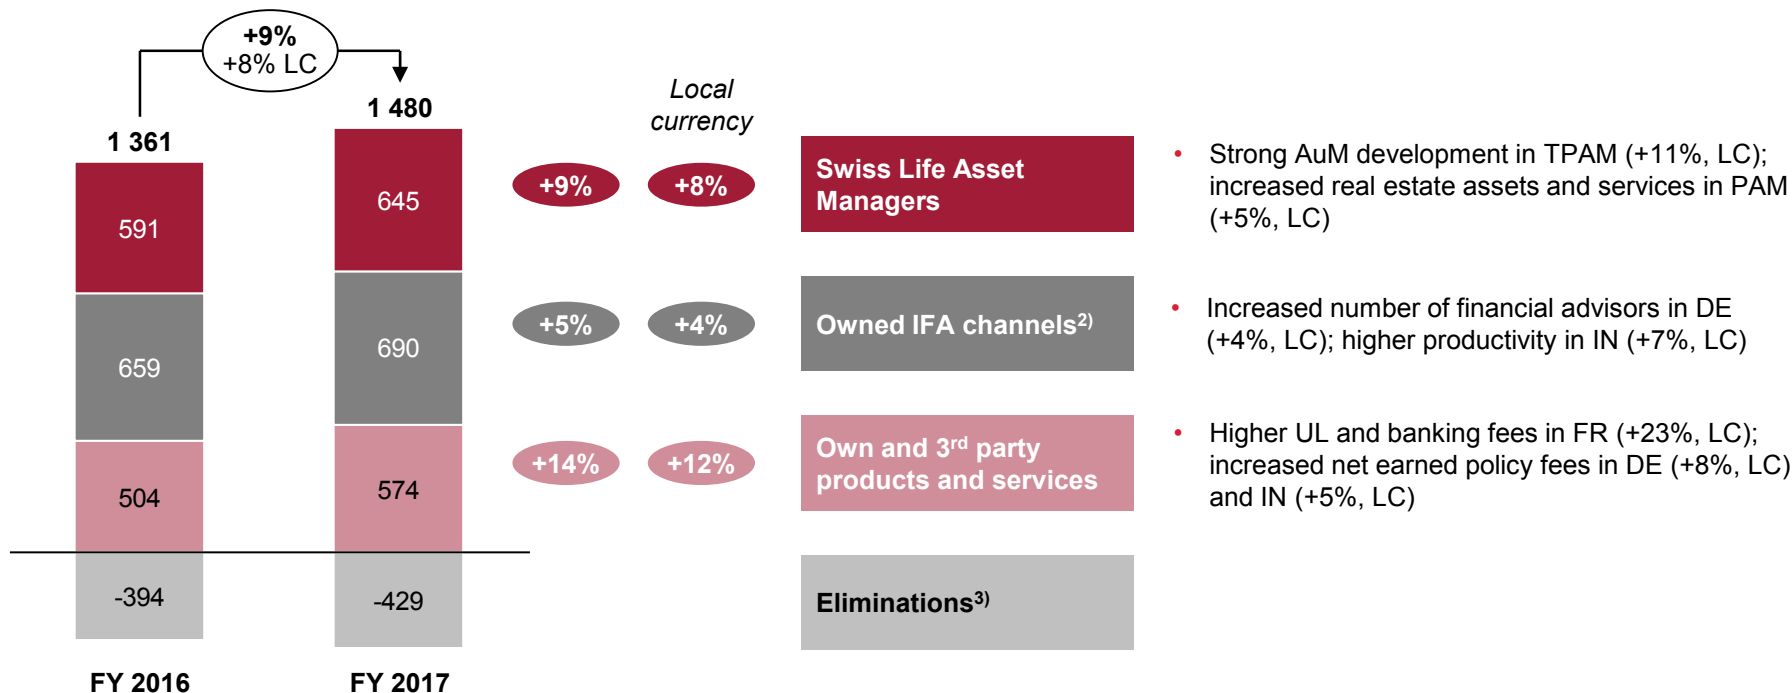 +9%
+8% LC
1 361
1 480
Local
currency
591
645
+9%
+8%
Swiss Life Asset
Managers
• Strong AuM development in TPAM (+11%, LC);
increased real estate assets and services in PAM
(+5%, LC)
659
690
+5%
+4%
Owned IFA channels2)
• Increased number of financial advisors in DE
(+4%, LC); higher productivity in IN (+7%, LC)
504
574
+14%
+12%
Own and 3rd party
products and services
• Higher UL and banking fees in FR (+23%, LC);
increased net earned policy fees in DE (+8%, LC)
and IN (+5%, LC)
-394
-429
Eliminations3)
FY 2016
FY 2017